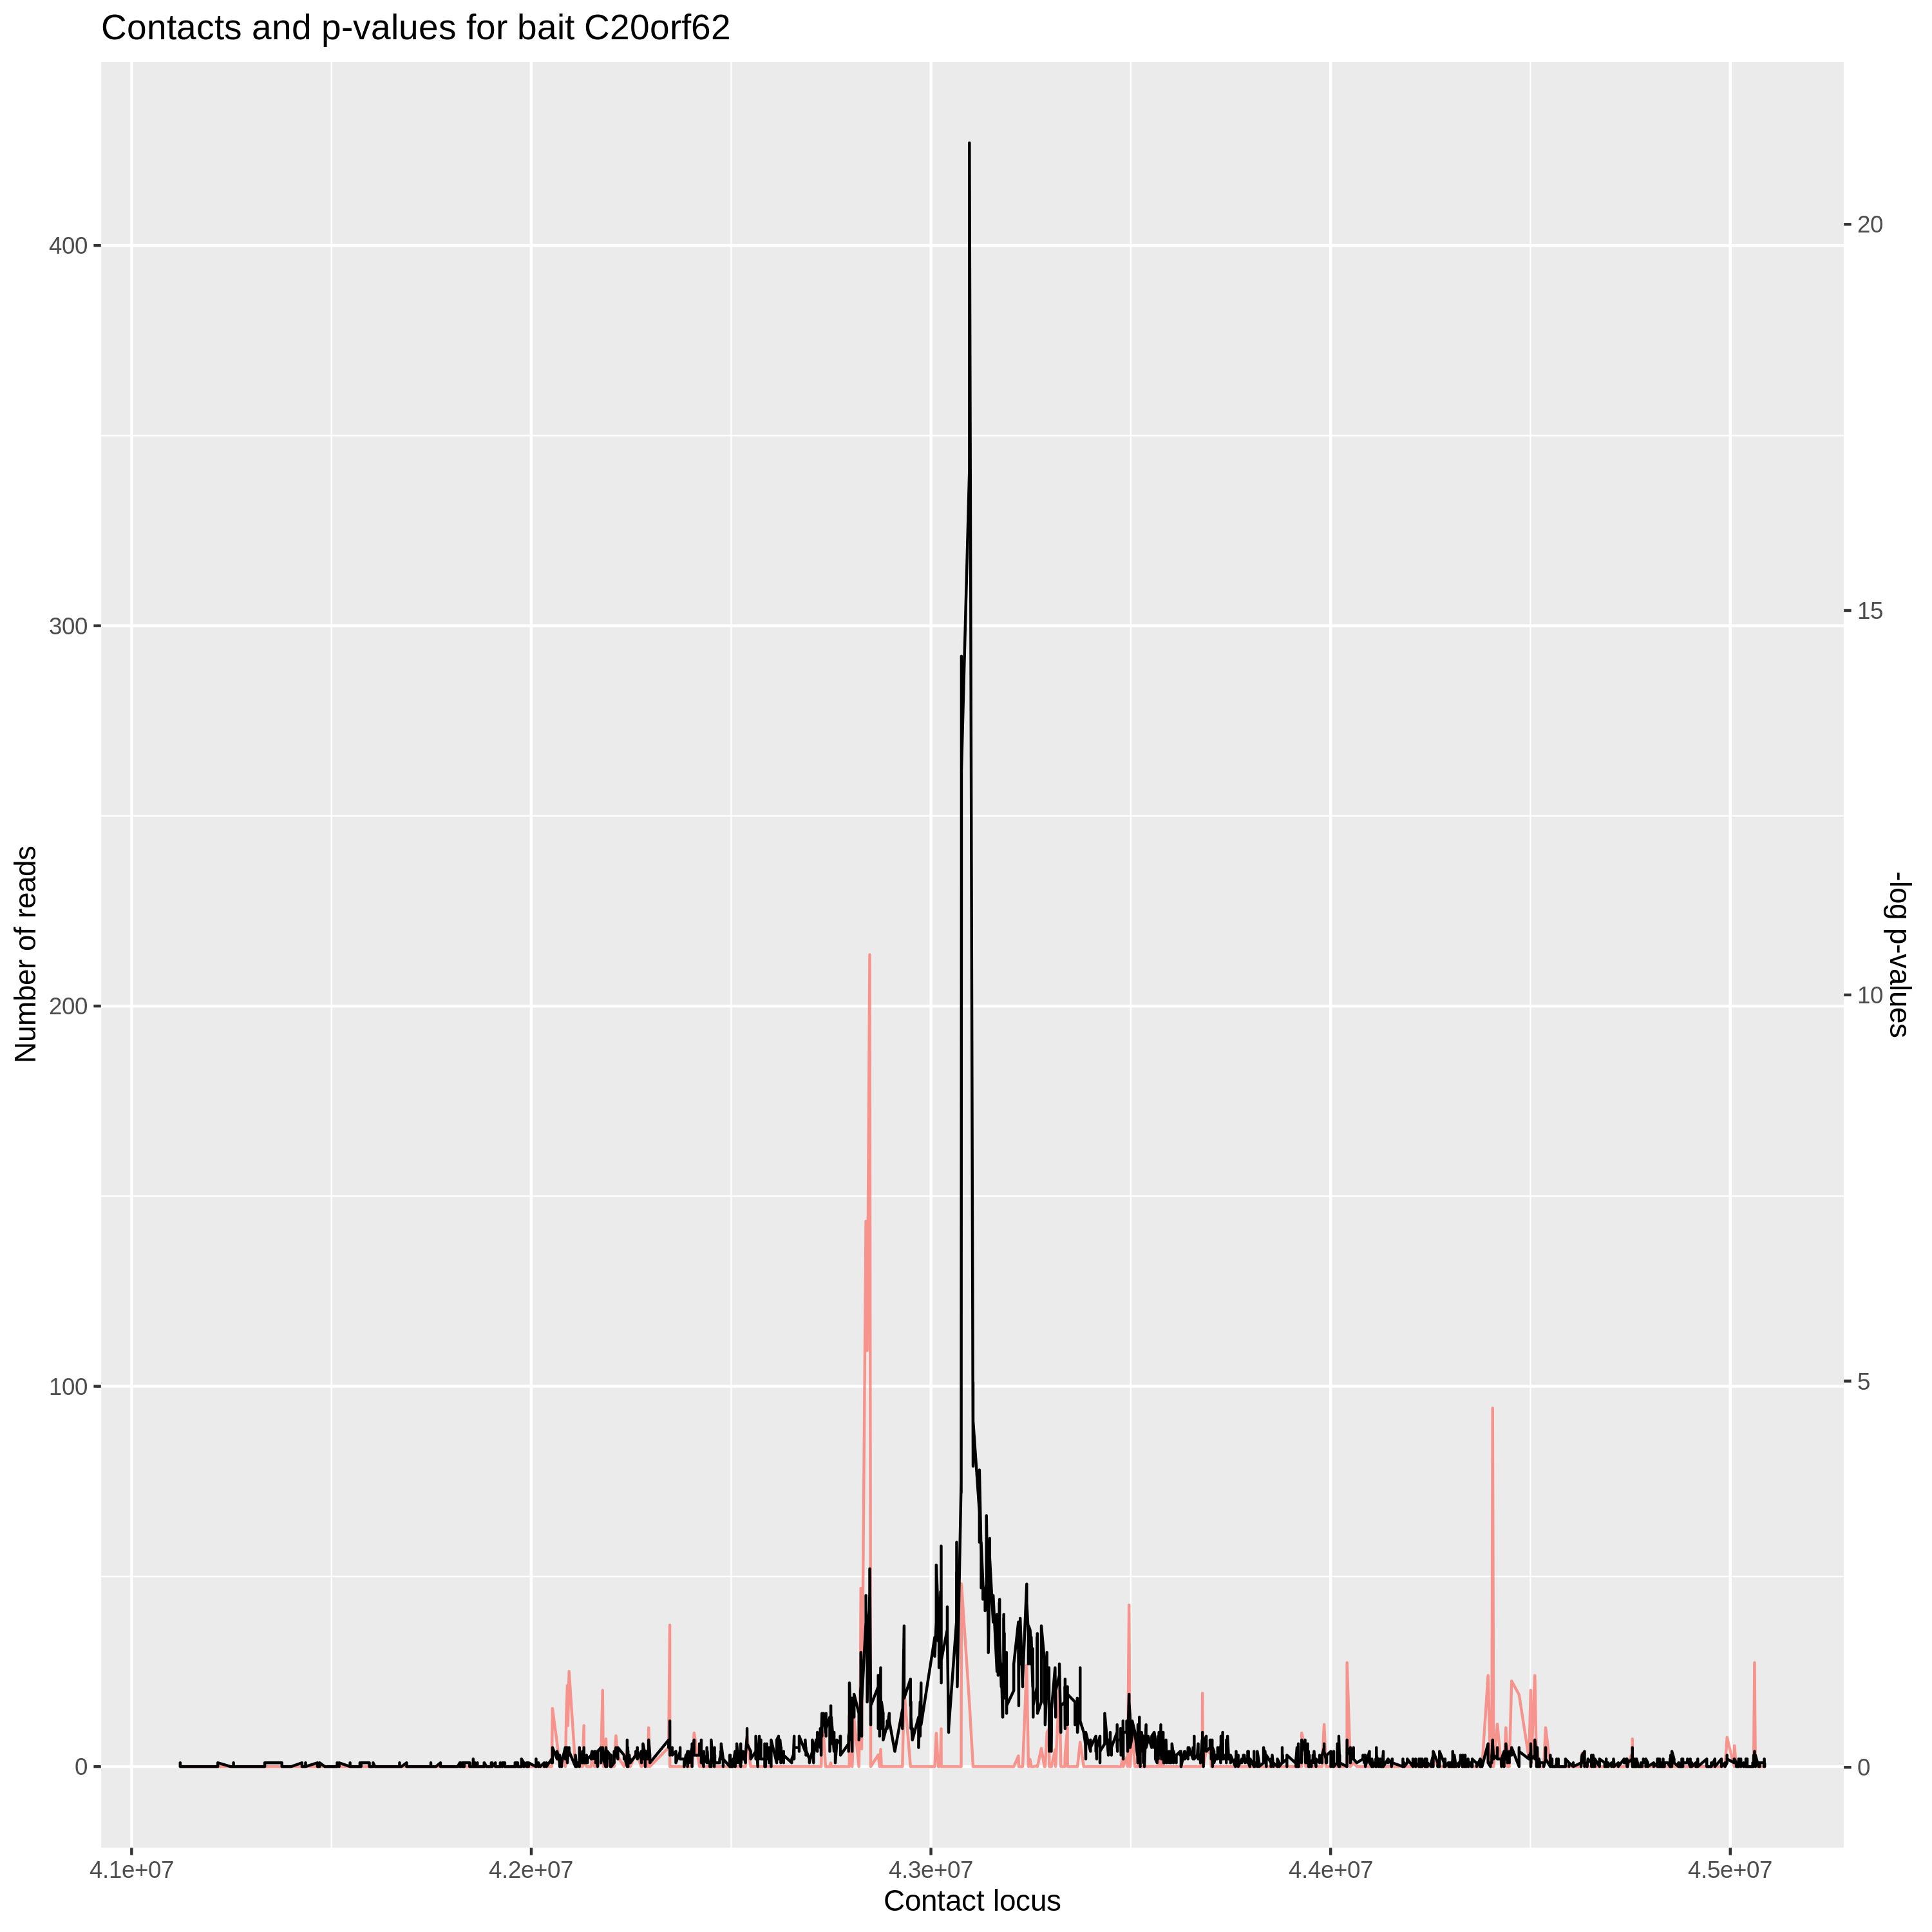 Contacts and p-values for bait C20orf62
400
300
200
100
0
20
15
10
5
0
Number of reads
-log p-values
4.1e+07 4.2e+07 4.3e+07 4.4e+07 4.5e+07
Contact locus